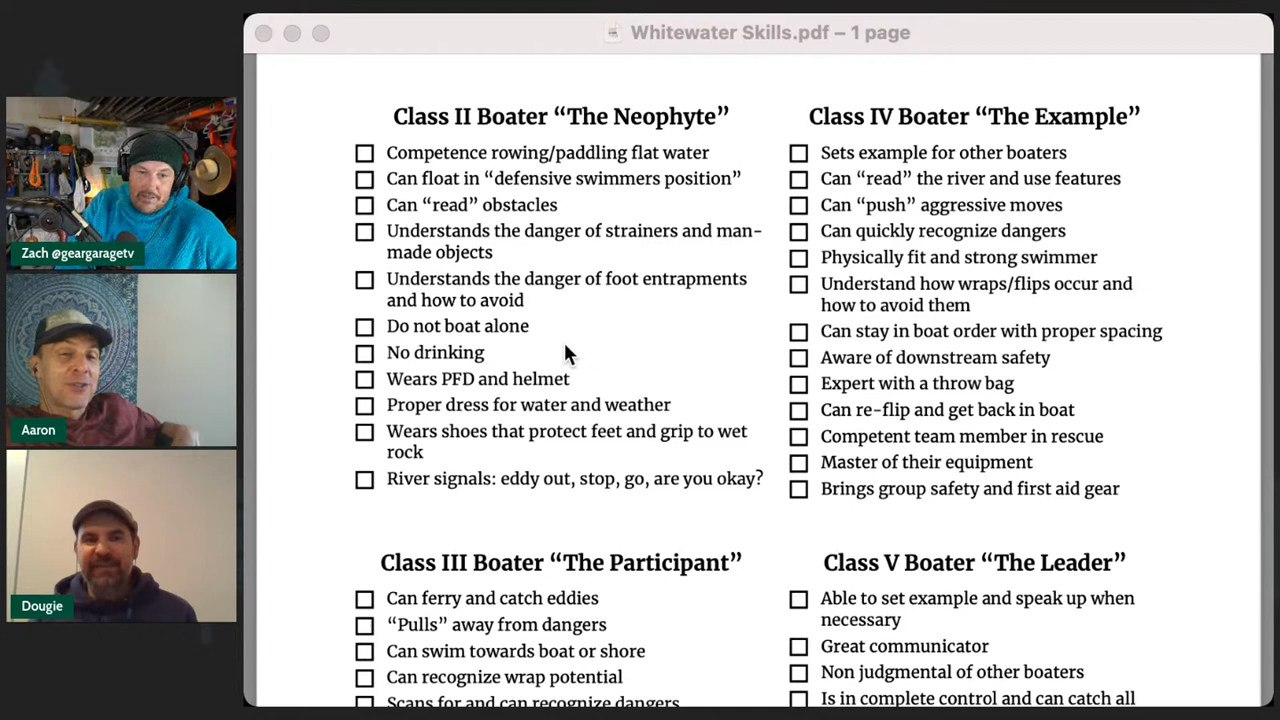 Whitewater Skills.pdf – 1 page
Zach @geargaragetv
Aaron
Dougie
Class II Boater “The Neophyte”
Competence rowing/paddling flat water
Can float in “defensive swimmers position”
Can “read” obstacles
Understands the danger of strainers and man-
made objects
Understands the danger of foot entrapments
and how to avoid
Do not boat alone
No drinking
Wears PFD and helmet
Proper dress for water and weather
Wears shoes that protect feet and grip to wet
rock
River signals: eddy out, stop, go, are you okay?
Class III Boater “The Participant”
Can ferry and catch eddies
“Pulls” away from dangers
Can swim towards boat or shore
Can recognize wrap potential
Scans for and can recognize dangers
Class IV Boater “The Example”
Sets example for other boaters
Can “read” the river and use features
Can “push” aggressive moves
Can quickly recognize dangers
Physically fit and strong swimmer
Understand how wraps/flips occur and
how to avoid them
Can stay in boat order with proper spacing
Aware of downstream safety
Expert with a throw bag
Can re-flip and get back in boat
Competent team member in rescue
Master of their equipment
Brings group safety and first aid gear
Class V Boater “The Leader”
Able to set example and speak up when
necessary
Great communicator
Non judgmental of other boaters
Is in complete control and can catch all